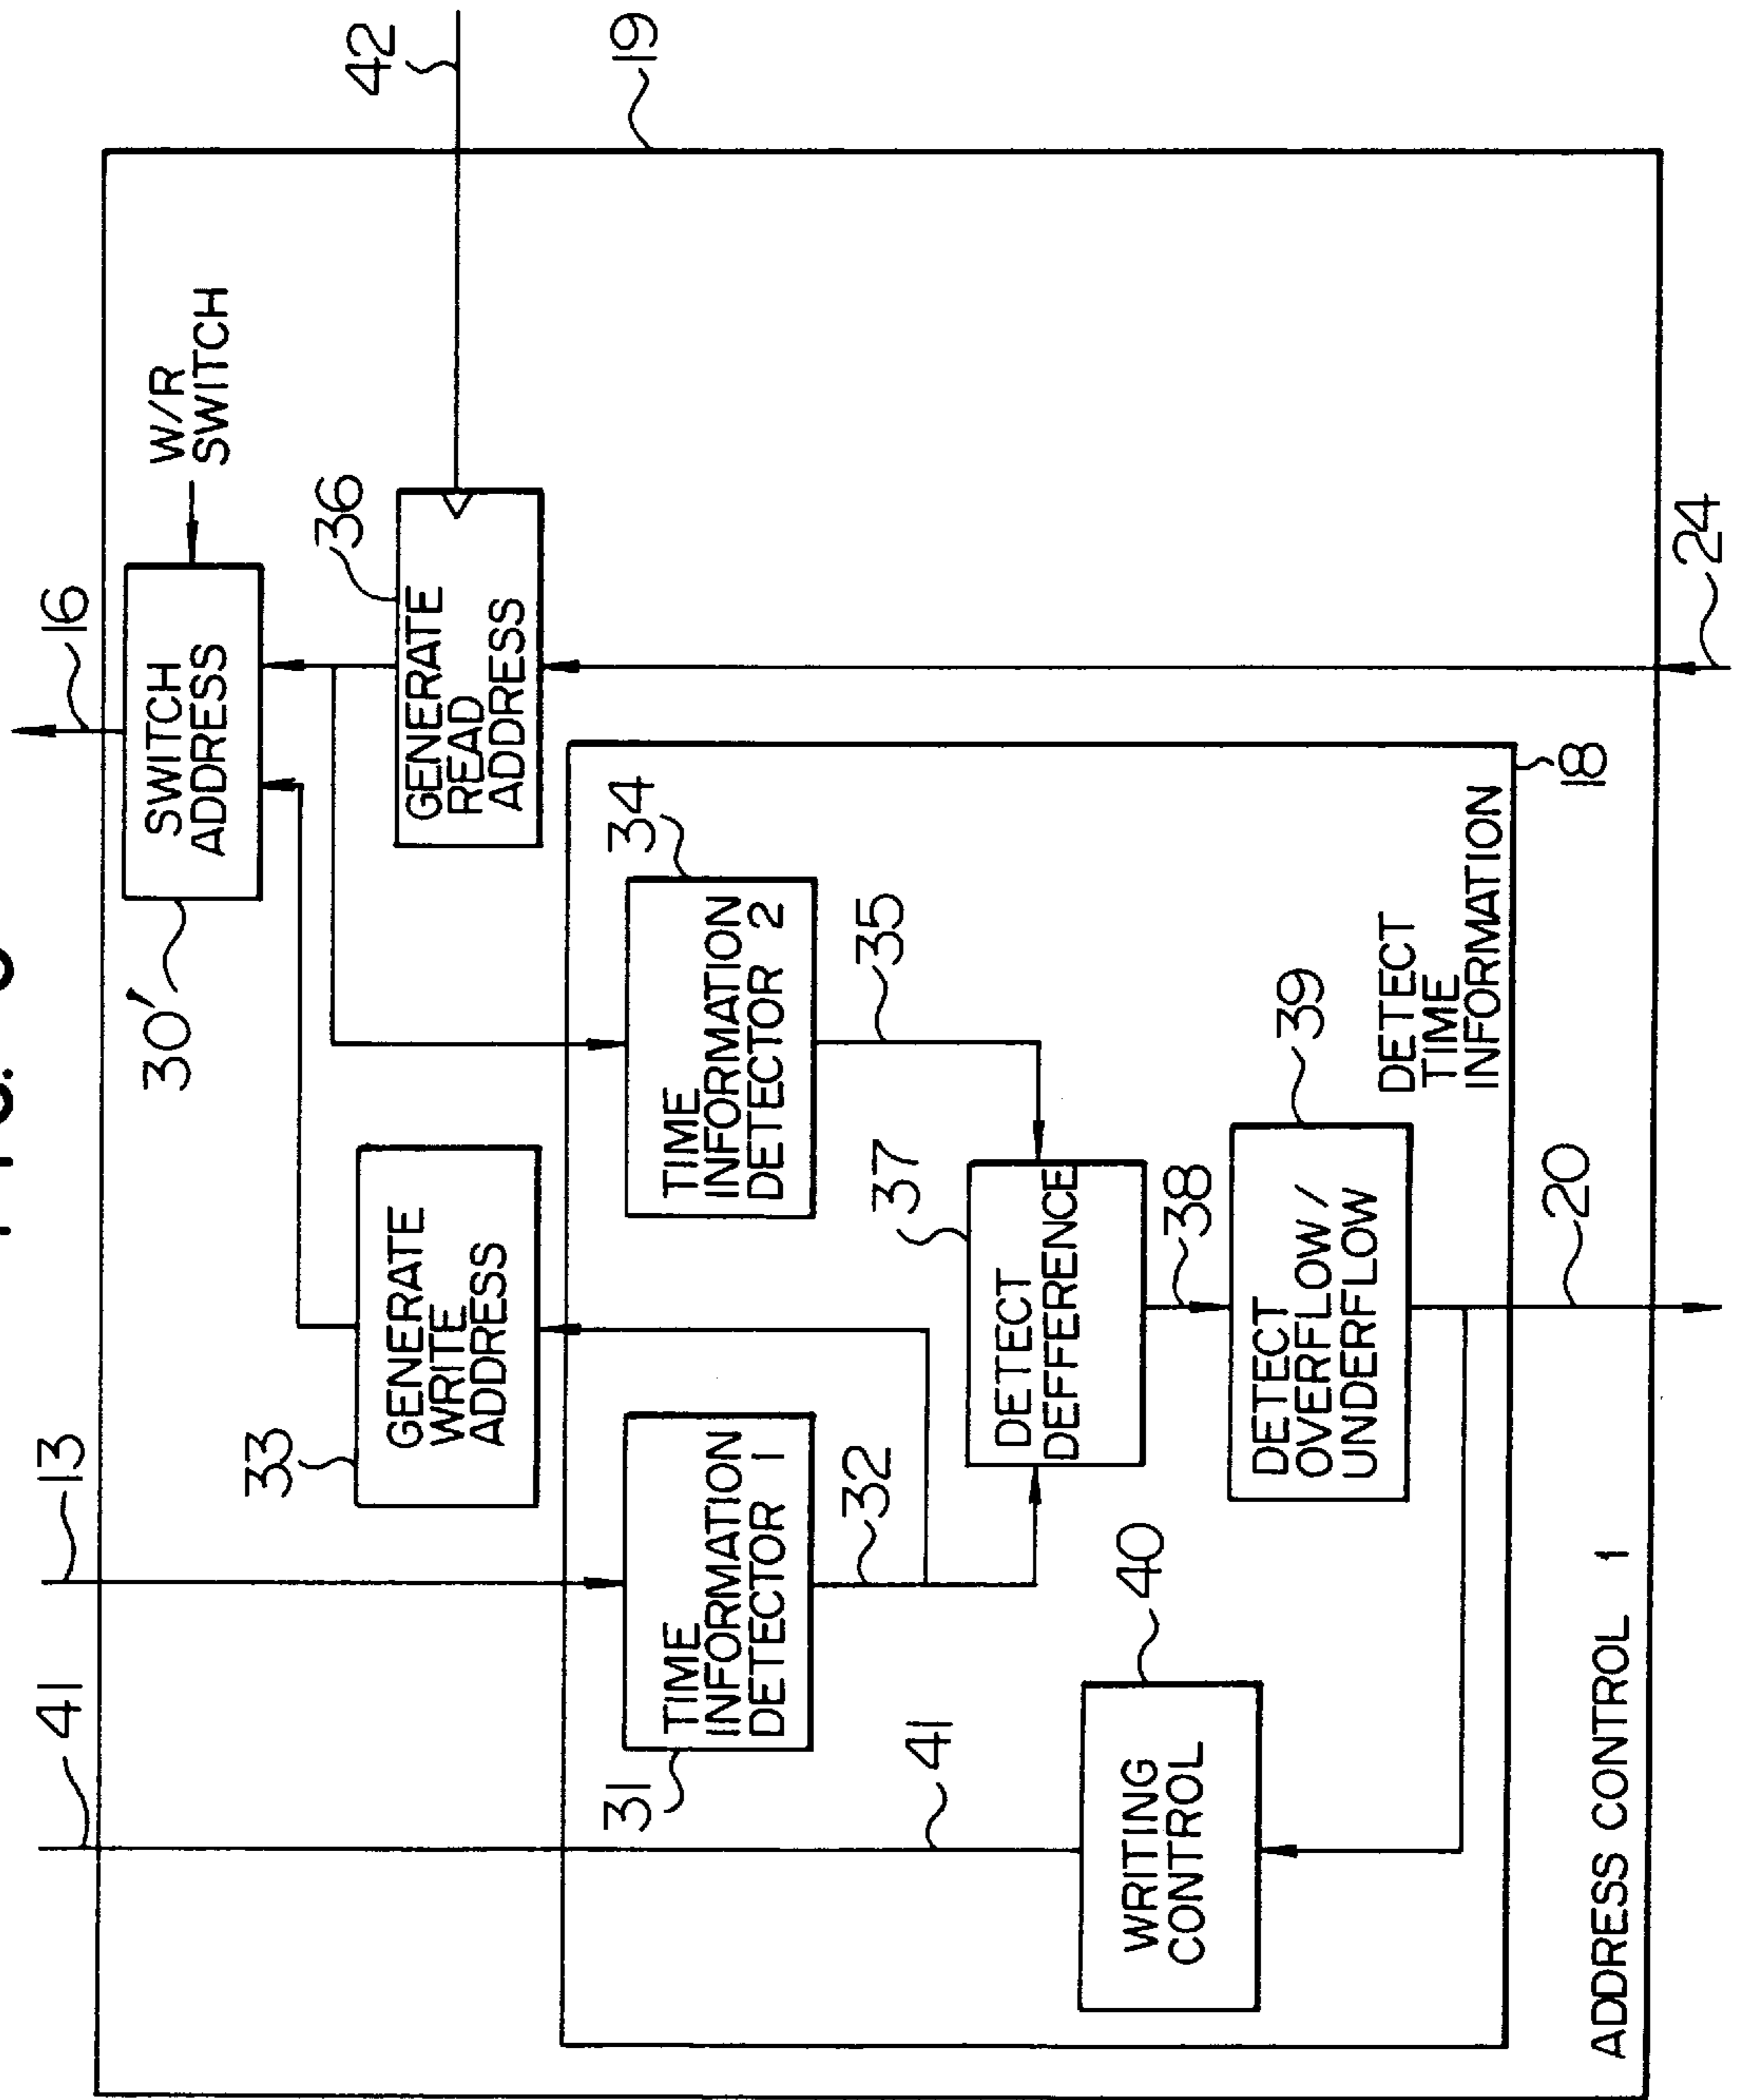 FIG.
41
13
16
30'
SWITCH
ADDRESS
W/R
SWITCH
33
GENERATE
WRITE
ADDRESS
36
42
GENERATE
READ
ADDRESS
31
TIME
INFORMATION
DETECTOR 1
34
TIME
INFORMATION
DETECTOR 2
19
41
32
37
35
DETECT
DEFFERENCE
40
WRITING
CONTROL
38
39
DETECT
OVERFLOW/
UNDERFLOW
DETECT
TIME
INFORMATION
18
20
24
ADDRESS CONTROL 1